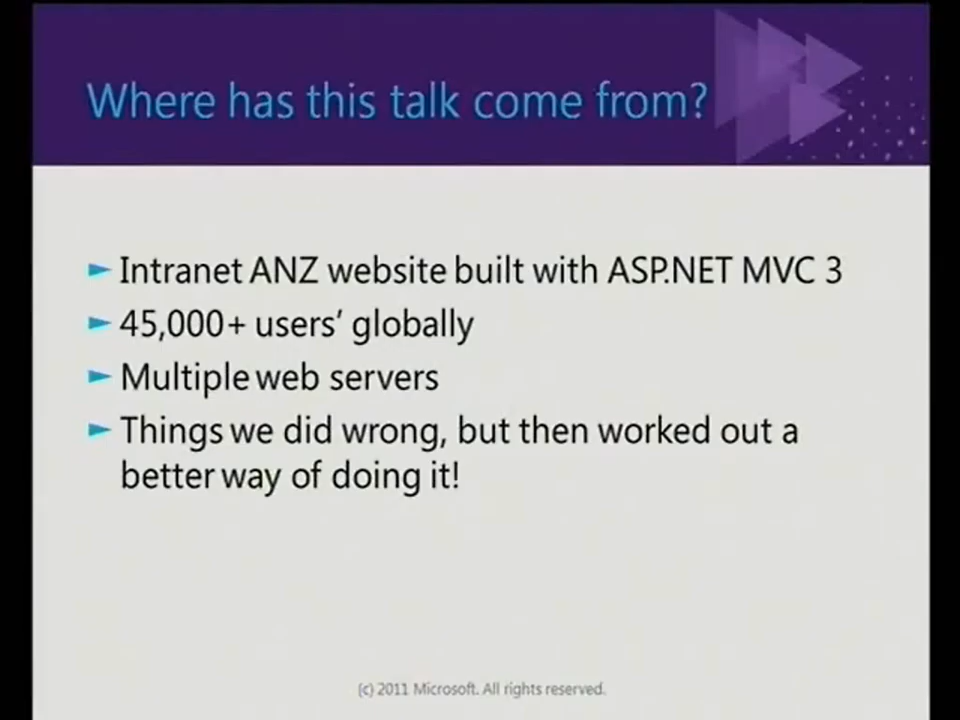 Where has this talk come from?
Intranet ANZ website built with ASP.NET MVC 3
45,000+ users’ globally
Multiple web servers
Things we did wrong, but then worked out a
better way of doing it!
(c) 2011 Microsoft. All rights reserved.